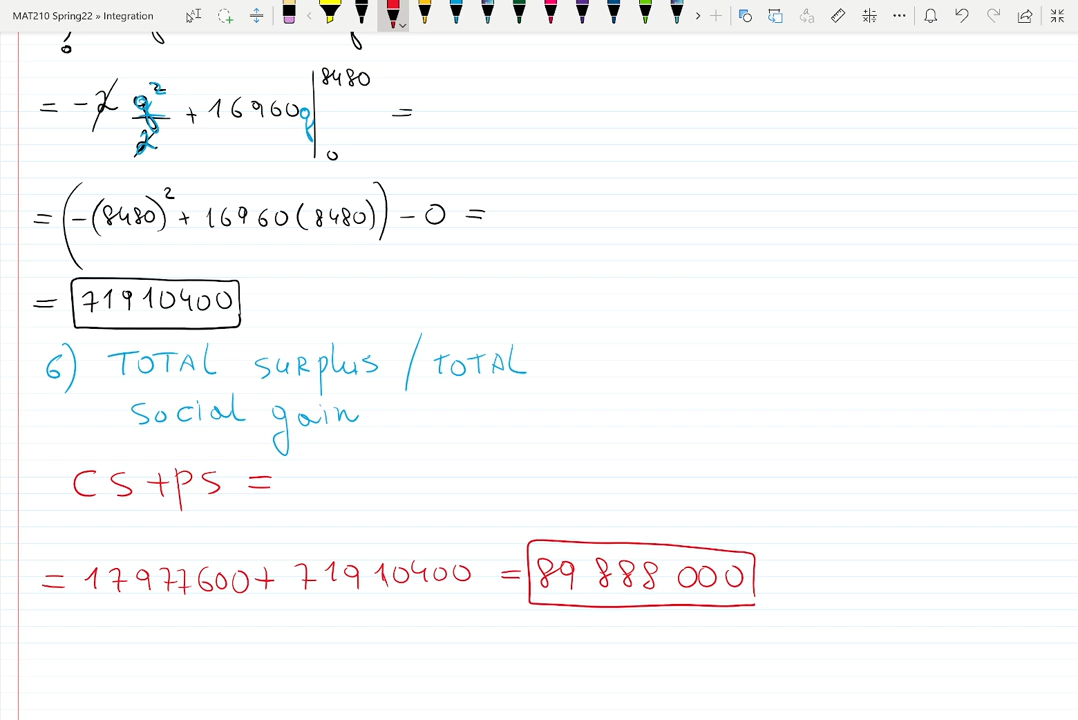 MAT210 Spring22 » Integration
= -2 q²/2 + 16960q |₀⁸⁴⁸⁰ =
= (-(8480)² + 16960(8480)) - 0 =
= 71910400
6) TOTAL surplus / TOTAL
social gain
CS+PS =
= 17977600 + 71910400 = 89 888 000